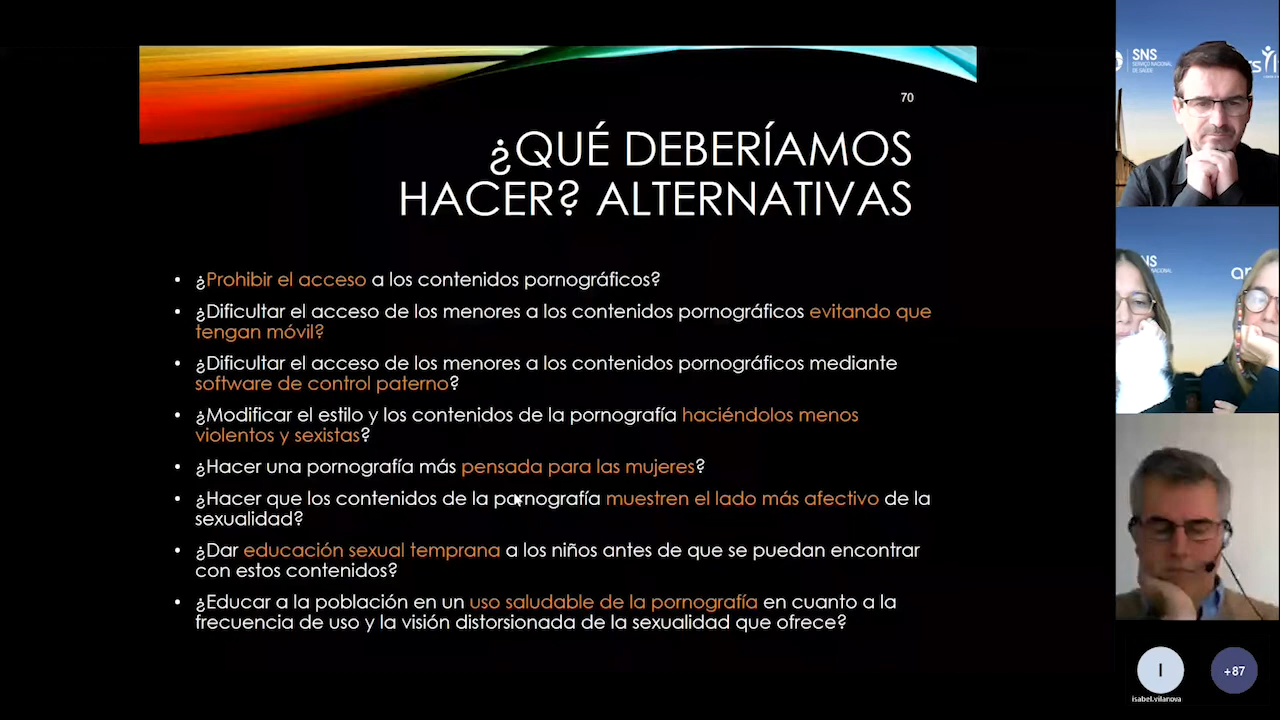 70
¿QUÉ DEBERÍAMOS
HACER? ALTERNATIVAS
• ¿Prohibir el acceso a los contenidos pornográficos?
• ¿Dificultar el acceso de los menores a los contenidos pornográficos evitando que
tengan móvil?
• ¿Dificultar el acceso de los menores a los contenidos pornográficos mediante
software de control paterno?
• ¿Modificar el estilo y los contenidos de la pornografía haciéndolos menos
violentos y sexistas?
• ¿Hacer una pornografía más pensada para las mujeres?
• ¿Hacer que los contenidos de la pornografía muestren el lado más afectivo de la
sexualidad?
• ¿Dar educación sexual temprana a los niños antes de que se puedan encontrar
con estos contenidos?
• ¿Educar a la población en un uso saludable de la pornografía en cuanto a la
frecuencia de uso y la visión distorsionada de la sexualidad que ofrece?
SNS
SERVIÇO NACIONAL
DE SAÚDE
I
+87
isabel.vilanova